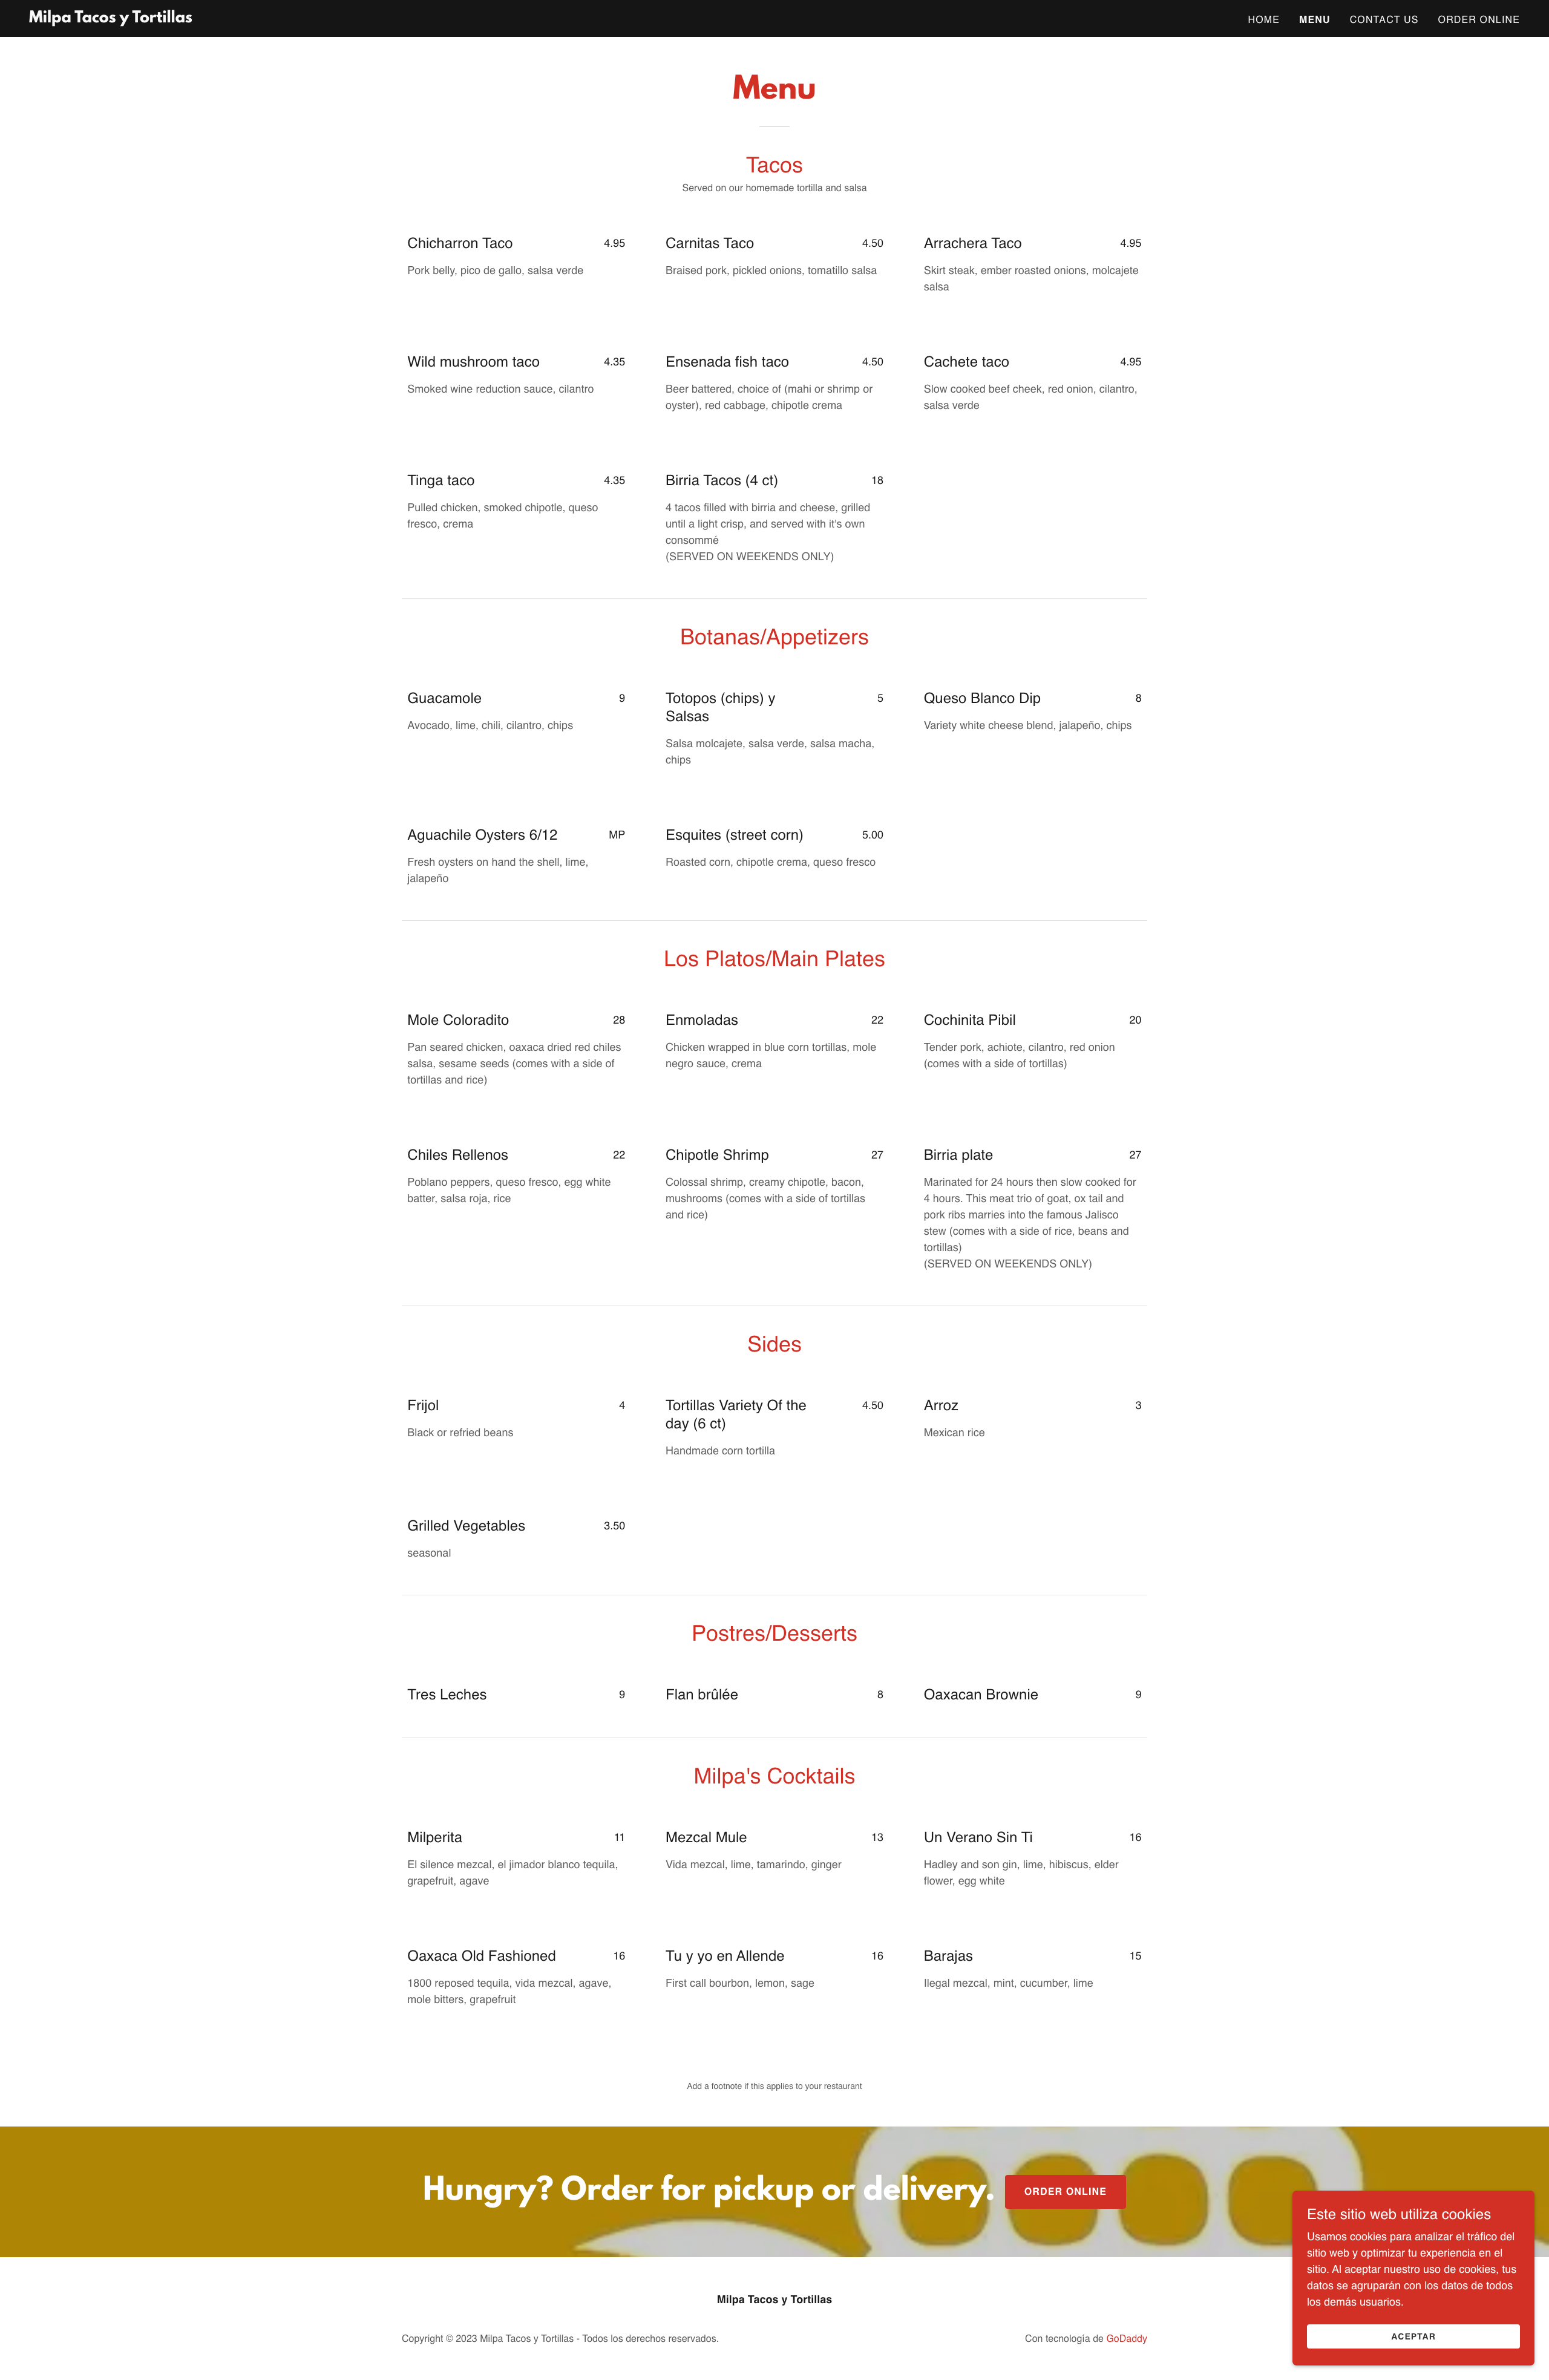 Milpa Tacos y Tortillas
HOME MENU CONTACT US ORDER ONLINE
Menu
Tacos
Served on our homemade tortilla and salsa
Chicharron Taco 4.95
Pork belly, pico de gallo, salsa verde
Carnitas Taco 4.50
Braised pork, pickled onions, tomatillo salsa
Arrachera Taco 4.95
Skirt steak, ember roasted onions, molcajete
salsa
Wild mushroom taco 4.35
Smoked wine reduction sauce, cilantro
Ensenada fish taco 4.50
Beer battered, choice of (mahi or shrimp or
oyster), red cabbage, chipotle crema
Cachete taco 4.95
Slow cooked beef cheek, red onion, cilantro,
salsa verde
Tinga taco 4.35
Pulled chicken, smoked chipotle, queso
fresco, crema
Birria Tacos (4 ct) 18
4 tacos filled with birria and cheese, grilled
until a light crisp, and served with it's own
consommè
(SERVED ON WEEKENDS ONLY)
Botanas/Appetizers
Guacamole 9
Avocado, lime, chili, cilantro, chips
Totopos (chips) y 5
Salsas
Salsa molcajete, salsa verde, salsa macha,
chips
Queso Blanco Dip 8
Variety white cheese blend, jalapeño, chips
Aguachile Oysters 6/12 MP
Fresh oysters on hand the shell, lime,
jalapeño
Esquites (street corn) 5.00
Roasted corn, chipotle crema, queso fresco
Los Platos/Main Plates
Mole Coloradito 28
Pan seared chicken, oaxaca dried red chiles
salsa, sesame seeds (comes with a side of
tortillas and rice)
Enmoladas 22
Chicken wrapped in blue corn tortillas, mole
negro sauce, crema
Cochinita Pibil 20
Tender pork, achiote, cilantro, red onion
(comes with a side of tortillas)
Chiles Rellenos 22
Poblano peppers, queso fresco, egg white
batter, salsa roja, rice
Chipotle Shrimp 27
Colossal shrimp, creamy chipotle, bacon,
mushrooms (comes with a side of tortillas
and rice)
Birria plate 27
Marinated for 24 hours then slow cooked for
4 hours. This meat trio of goat, ox tail and
pork ribs marries into the famous Jalisco
stew (comes with a side of rice, beans and
tortillas)
(SERVED ON WEEKENDS ONLY)
Sides
Frijol 4
Black or refried beans
Tortillas Variety Of the 4.50
day (6 ct)
Handmade corn tortilla
Arroz 3
Mexican rice
Grilled Vegetables 3.50
seasonal
Postres/Desserts
Tres Leches 9
Flan brûlée 8
Oaxacan Brownie 9
Milpa's Cocktails
Milperita 11
El silence mezcal, el jimador blanco tequila,
grapefruit, agave
Mezcal Mule 13
Vida mezcal, lime, tamarindo, ginger
Un Verano Sin Ti 16
Hadley and son gin, lime, hibiscus, elder
flower, egg white
Oaxaca Old Fashioned 16
1800 reposed tequila, vida mezcal, agave,
mole bitters, grapefruit
Tu y yo en Allende 16
First call bourbon, lemon, sage
Barajas 15
Ilegal mezcal, mint, cucumber, lime
Add a footnote if this applies to your restaurant
Hungry? Order for pickup or delivery. ORDER ONLINE
Este sitio web utiliza cookies
Usamos cookies para analizar el tráfico del
sitio web y optimizar tu experiencia en el
sitio. Al aceptar nuestro uso de cookies, tus
datos se agruparán con los datos de todos
los demás usuarios.
ACEPTAR
Milpa Tacos y Tortillas
Copyright © 2023 Milpa Tacos y Tortillas - Todos los derechos reservados.
Con tecnología de GoDaddy